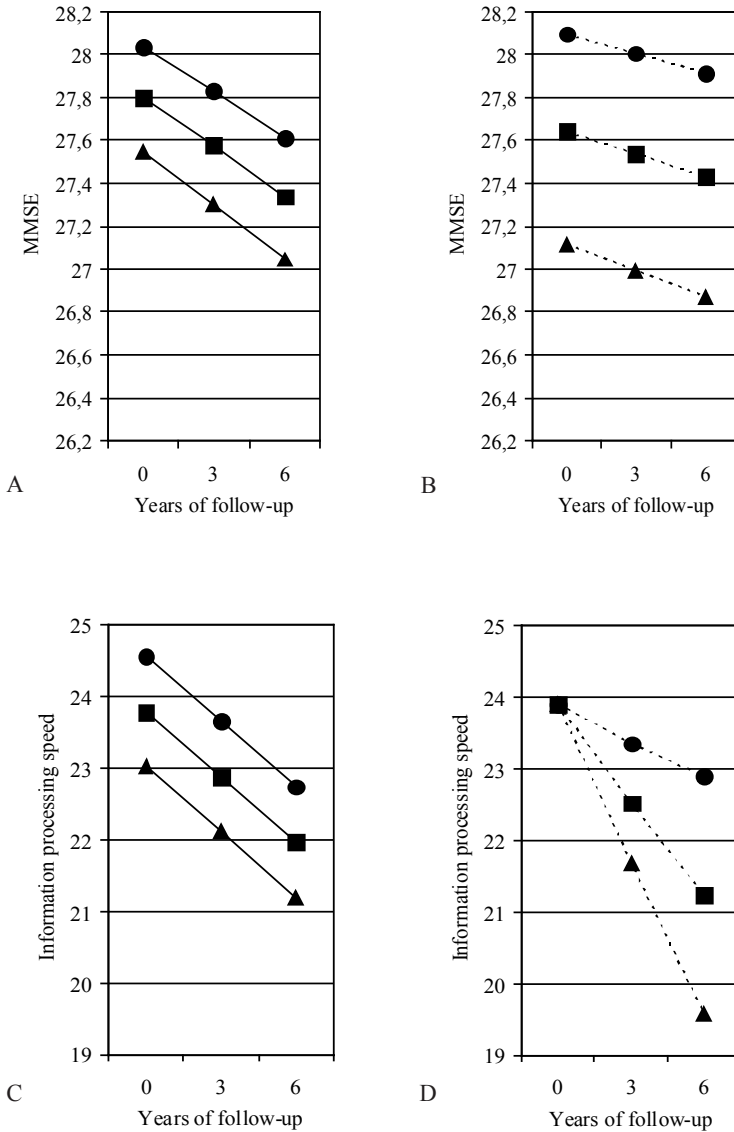 28,2
28
27,8
27,6
27,4
27,2
27
26,8
26,6
26,4
26,2
MMSE
0 3 6
Years of follow-up
A
28,2
28
27,8
27,6
27,4
27,2
27
26,8
26,6
26,4
26,2
MMSE
0 3 6
Years of follow-up
B
25
24
23
22
21
20
19
Information processing speed
0 3 6
Years of follow-up
C
25
24
23
22
21
20
19
Information processing speed
0 3 6
Years of follow-up
D